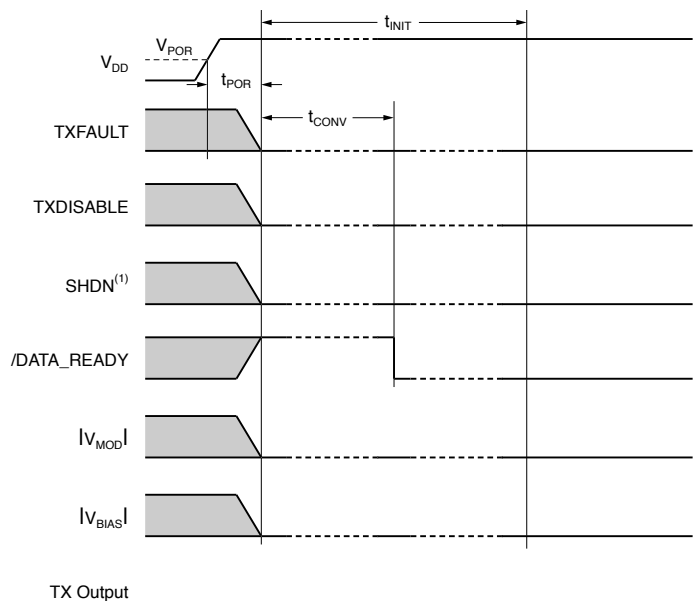 t_INIT
V_POR
V_DD
t_POR
t_CONV
TXFAULT
TXDISABLE
SHDN(1)
/DATA_READY
|V_MOD|
|V_BIAS|
TX Output